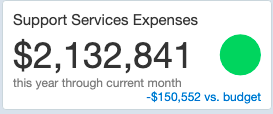 Support Services Expenses
$2,132,841
this year through current month
-$150,552 vs. budget